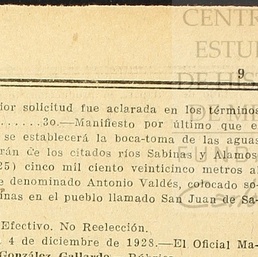 CENTR
ESTU
DE HIS
9
ior solicitud fue aclarada en los términos
.......3o.—Manifiesto por último que e
se establecerá la boca-toma de las aguas
rán de los citados ríos Sabinas y Alamos
25) cinco mil ciento veinticinco metros a
e denominado Antonio Valdés, colocado so-
inas en el pueblo llamado San Juan de Sa-
Efectivo. No Reelección.
a 4 de diciembre de 1928.—El Oficial Ma-
González Gallardo.—Rúbrica